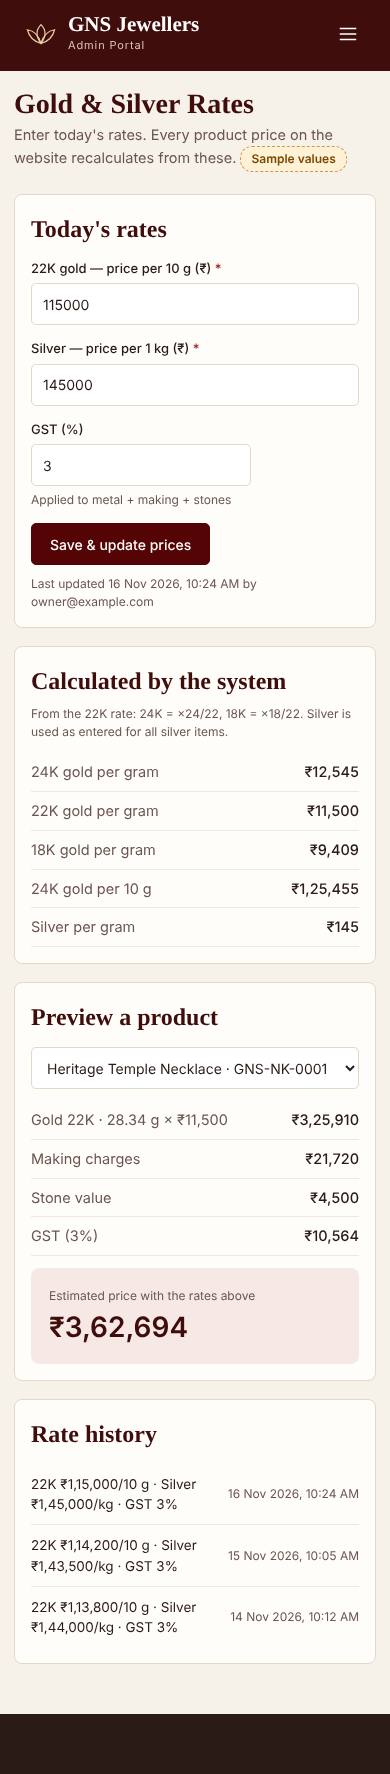 GNS Jewellers
Admin Portal
Gold & Silver Rates
Enter today's rates. Every product price on the
website recalculates from these. Sample values
Today's rates
22K gold — price per 10 g (₹) *
115000
Silver — price per 1 kg (₹) *
145000
GST (%)
3
Applied to metal + making + stones
Save & update prices
Last updated 16 Nov 2026, 10:24 AM by
owner@example.com
Calculated by the system
From the 22K rate: 24K = ×24/22, 18K = ×18/22. Silver is
used as entered for all silver items.
24K gold per gram ₹12,545
22K gold per gram ₹11,500
18K gold per gram ₹9,409
24K gold per 10 g ₹1,25,455
Silver per gram ₹145
Preview a product
Heritage Temple Necklace · GNS-NK-0001
Gold 22K · 28.34 g × ₹11,500 ₹3,25,910
Making charges ₹21,720
Stone value ₹4,500
GST (3%) ₹10,564
Estimated price with the rates above
₹3,62,694
Rate history
22K ₹1,15,000/10 g · Silver
₹1,45,000/kg · GST 3%
16 Nov 2026, 10:24 AM
22K ₹1,14,200/10 g · Silver
₹1,43,500/kg · GST 3%
15 Nov 2026, 10:05 AM
22K ₹1,13,800/10 g · Silver
₹1,44,000/kg · GST 3%
14 Nov 2026, 10:12 AM